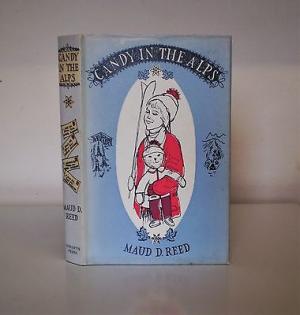 CANDY
IN THE
ALPS
MAUD D.
REED
CANDY IN THE ALPS
MAUD D. REED